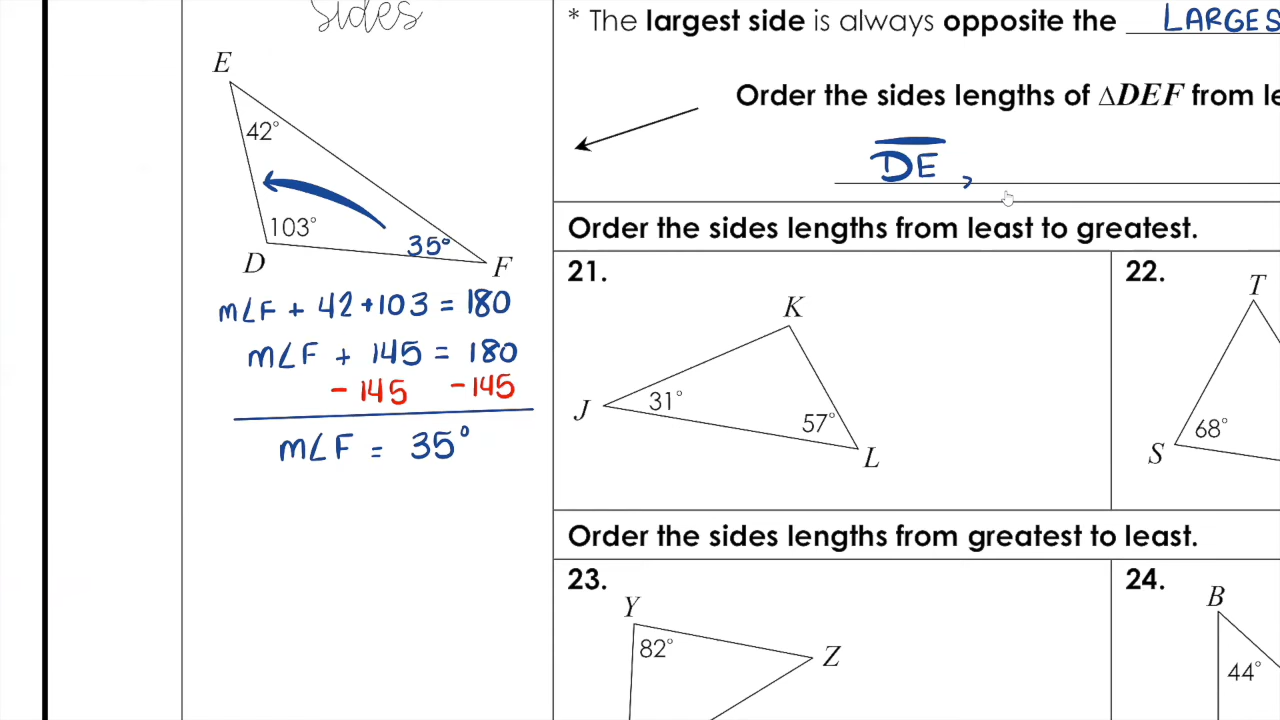 sides
* The largest side is always opposite the LARGES
Order the sides lengths of △DEF from le
DE,
E
42°
103°
35°
D
F
m∠F + 42 + 103 = 180
m∠F + 145 = 180
- 145 - 145
m∠F = 35°
Order the sides lengths from least to greatest.
21.
K
J
31°
57°
L
22.
T
68°
S
Order the sides lengths from greatest to least.
23.
Y
82°
Z
24.
B
44°